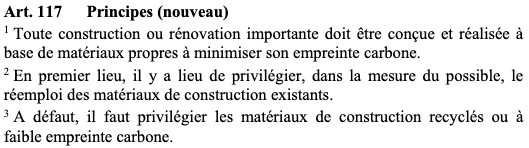 Art. 117 Principes (nouveau)
¹ Toute construction ou rénovation importante doit être conçue et réalisée à
base de matériaux propres à minimiser son empreinte carbone.
² En premier lieu, il y a lieu de privilégier, dans la mesure du possible, le
réemploi des matériaux de construction existants.
³ A défaut, il faut privilégier les matériaux de construction recyclés ou à
faible empreinte carbone.